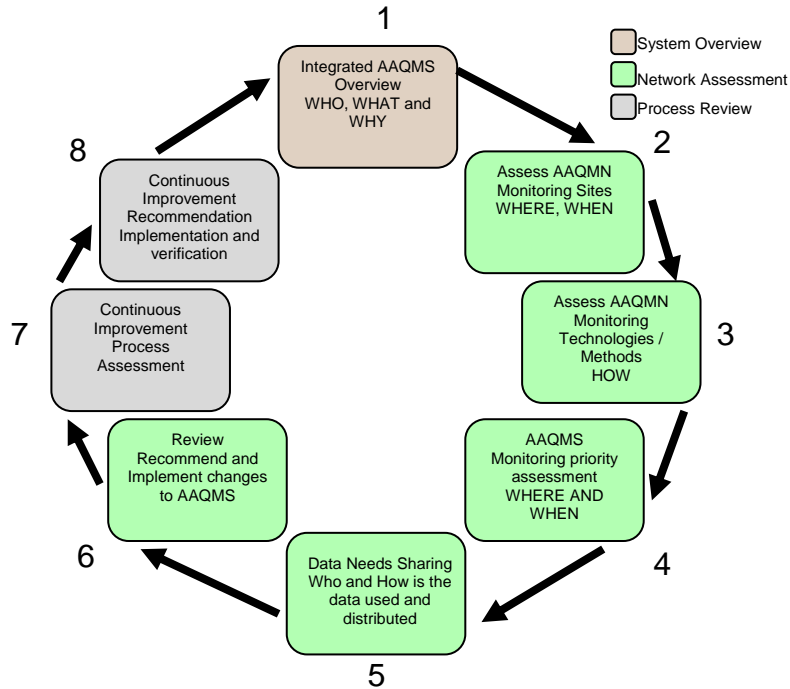 1
Integrated AAQMS
Overview
WHO, WHAT and
WHY
System Overview
Network Assessment
Process Review
2
Assess AAQMN
Monitoring Sites
WHERE, WHEN
3
Assess AAQMN
Monitoring
Technologies /
Methods
HOW
4
AAQMS
Monitoring priority
assessment
WHERE AND
WHEN
5
Data Needs Sharing
Who and How is the
data used and
distributed
6
Review
Recommend and
Implement changes
to AAQMS
7
Continuous
Improvement
Process
Assessment
8
Continuous
Improvement
Recommendation
Implementation and
verification